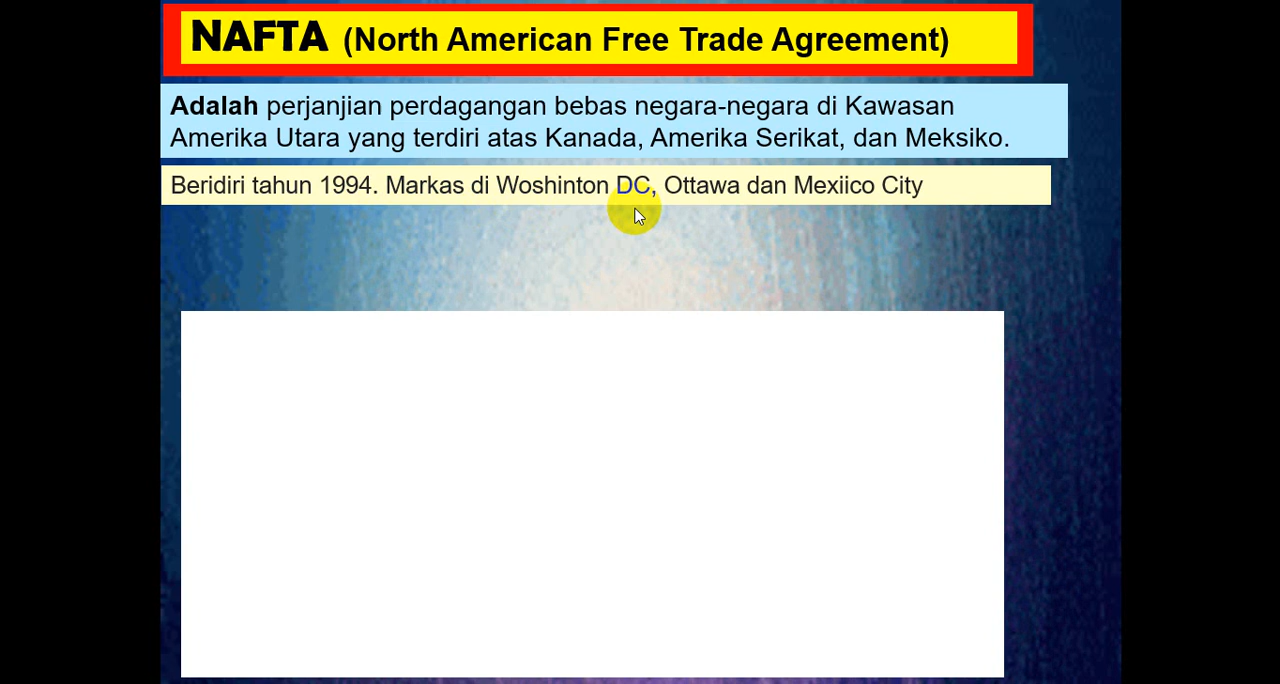 NAFTA (North American Free Trade Agreement)
Adalah perjanjian perdagangan bebas negara-negara di Kawasan
Amerika Utara yang terdiri atas Kanada, Amerika Serikat, dan Meksiko.
Beridiri tahun 1994. Markas di Woshinton DC, Ottawa dan Mexiico City